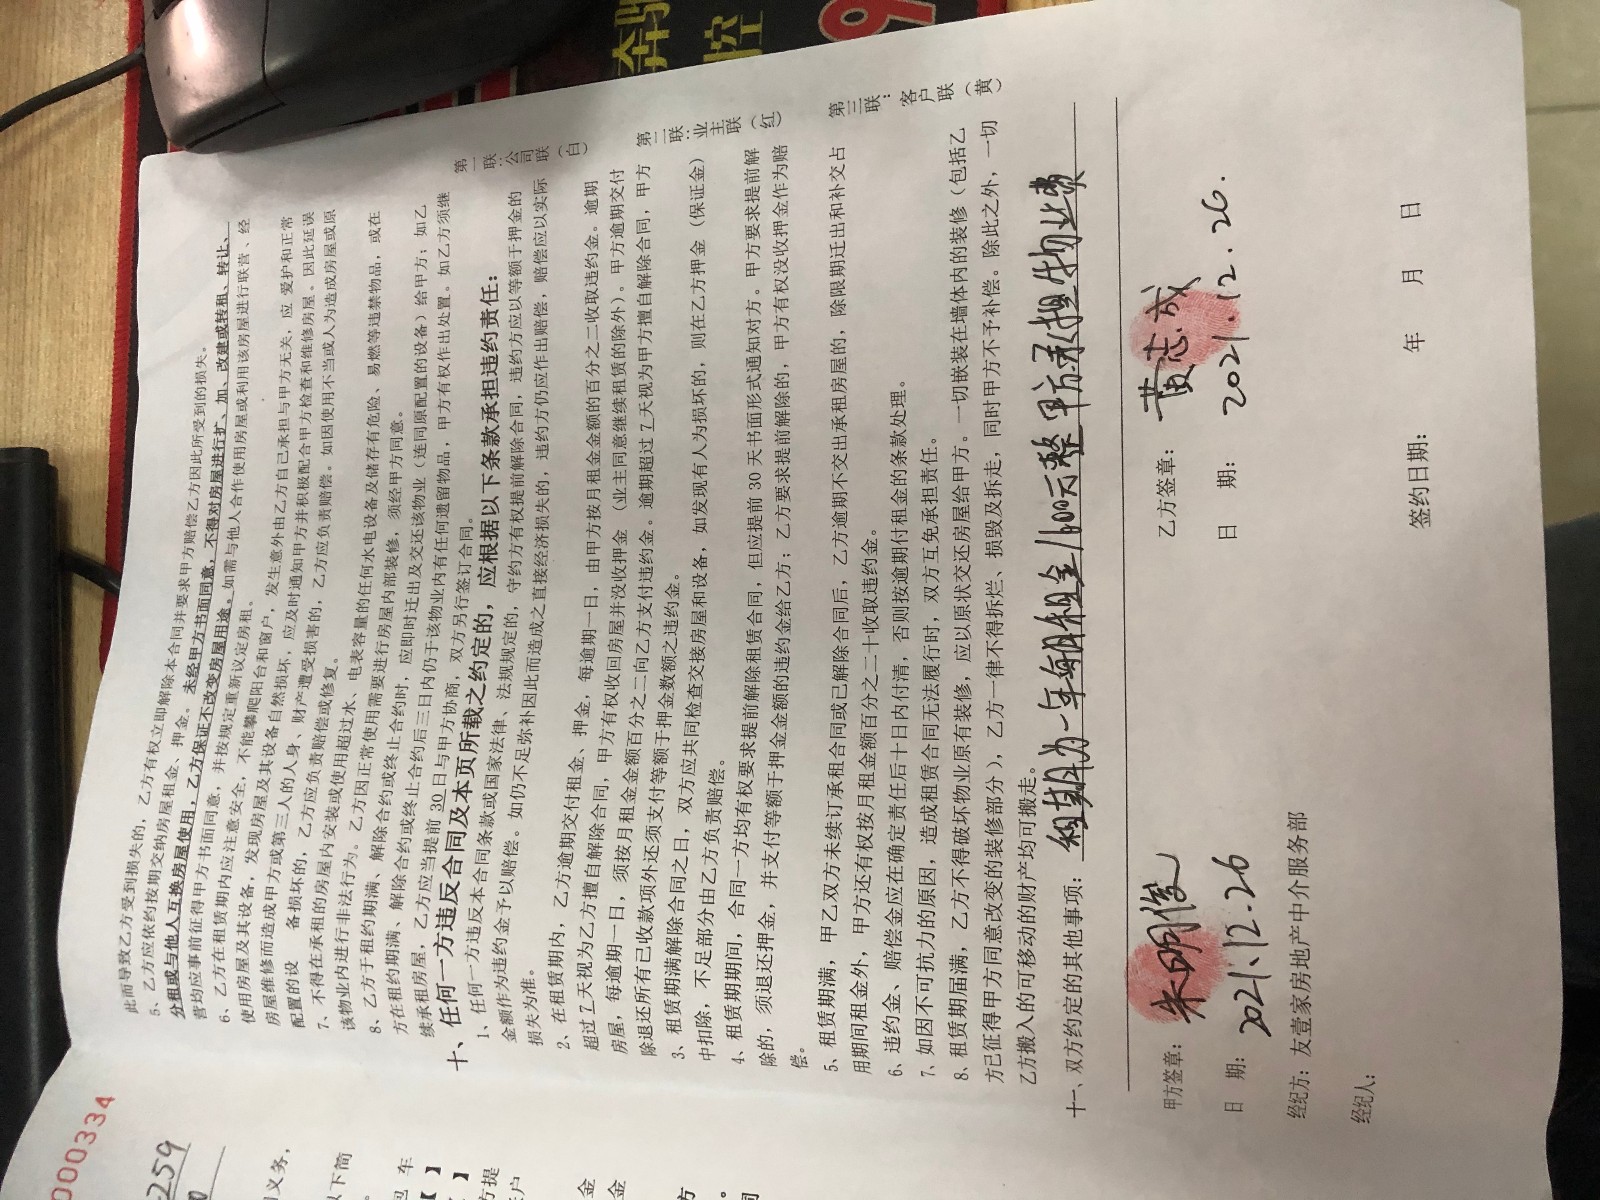 此而导致乙方受到损失的，乙方有权立即解除本合同并要求甲方赔偿乙方因此所受到的损失。
5、乙方应依约按期交纳房屋租金、押金。未经甲方书面同意，不得对房屋进行扩、加、改建或转租、转让、
分租或与他人互换房屋使用，乙方保证不改变房屋用途。如需与他人合作使用房屋或利用该房屋进行联营、经
营均应事前征得甲方书面同意，并按规定重新议定房租。
6、乙方在租赁期内应注意安全，不能攀爬阳台和窗户，发生意外由乙方自己承担与甲方无关，应 爱护和正常
使用房屋及其设备，发现房屋及其设备自然损坏，应及时通知甲方并积极配合甲方检查和维修房屋。因此延误
房屋维修而造成甲方或第三人的人身、财产遭受损害的，乙方应负责赔偿。如因使用不当或人为造成房屋或原
配置的设 备损坏的，乙方应负责赔偿或修复。
7、不得在承租的房屋内安装或使用超过水、电表容量的任何水电设备及储存有危险、易燃等违禁物品，或在
该物业内进行非法行为。乙方因正常使用需要进行房屋内部装修，须经甲方同意。
8、乙方于租约期满、解除合约或终止合约时，应即时迁出及交还该物业（连同原配置的设备）给甲方；如乙
方在租约期满、解除合约或终止合约后三日内仍于该物业内有任何遗留物品，甲方有权作出处置。如乙方须继
续承租房屋，乙方应当提前 30 日与甲方协商，双方另行签订合同。
十、任何一方违反合同及本页所载之约定的，应根据以下条款承担违约责任：
1、任何一方违反本合同条款或国家法律、法规规定的，守约方有权提前解除合同，违约方应以等额于押金的
金额作为违约金予以赔偿。如仍不足弥补因此而造成之直接经济损失的，违约方仍应作出赔偿，赔偿应以实际
损失为准。
2、在租赁期内，乙方逾期交付租金、押金，每逾期一日，由甲方按月租金金额的百分之二收取违约金。逾期
超过 7 天视为乙方擅自解除合同，甲方有权收回房屋并没收押金（业主同意继续租赁的除外）。甲方逾期交付
房屋，每逾期一日，须按月租金金额百分之二向乙方支付违约金。逾期超过 7 天视为甲方擅自解除合同，甲方
除退还所有已收款项外还须支付等额于押金数额之违约金。
3、租赁期满解除合同之日，双方应共同检查交接房屋和设备，如发现有人为损坏的，则在乙方押金（保证金）
中扣除，不足部分由乙方负责赔偿。
4、租赁期期间，合同一方均有权要求提前解除租赁合同，但应提前 30 天书面形式通知对方。甲方要求提前解
除的，须退还押金，并支付等额于押金金额的违约金给乙方；乙方要求提前解除的，甲方有权没收押金作为赔
偿。
5、租赁期满，甲乙双方未续订承租合同或已解除合同后，乙方逾期不交出承租房屋的，除限期迁出和补交占
用期间租金外，甲方还有权按月租金额百分之二十收取违约金。
6、违约金、赔偿金应在确定责任后十日内付清，否则按逾期付租金的条款处理。
7、如因不可抗力的原因，造成租赁合同无法履行时，双方互免承担责任。
8、租赁期届满，乙方不得破坏物业原有装修，应以原状交还房屋给甲方。一切嵌装在墙体内的装修（包括乙
方已征得甲方同意改变的装修部分），乙方一律不得拆烂、损毁及拆走，同时甲方不予补偿。除此之外，一切
乙方搬入的可移动的财产均可搬走。
十一、双方约定的其他事项：租期为一年每月租金1600元整甲方承担物业费
甲方签章：朱明俊 乙方签章：黄志成
日 期：2021.12.26 日 期：2021.12.26.
经纪方：友壹家房地产中介服务部
经纪人： 签约日期： 年 月 日
第一联：公司联（白）
第二联：业主联（红）
第三联：客户联（黄）
000334
259
义务，
以下简
包 车
方提
户
金
金
方
。
同
奔驰
控
9